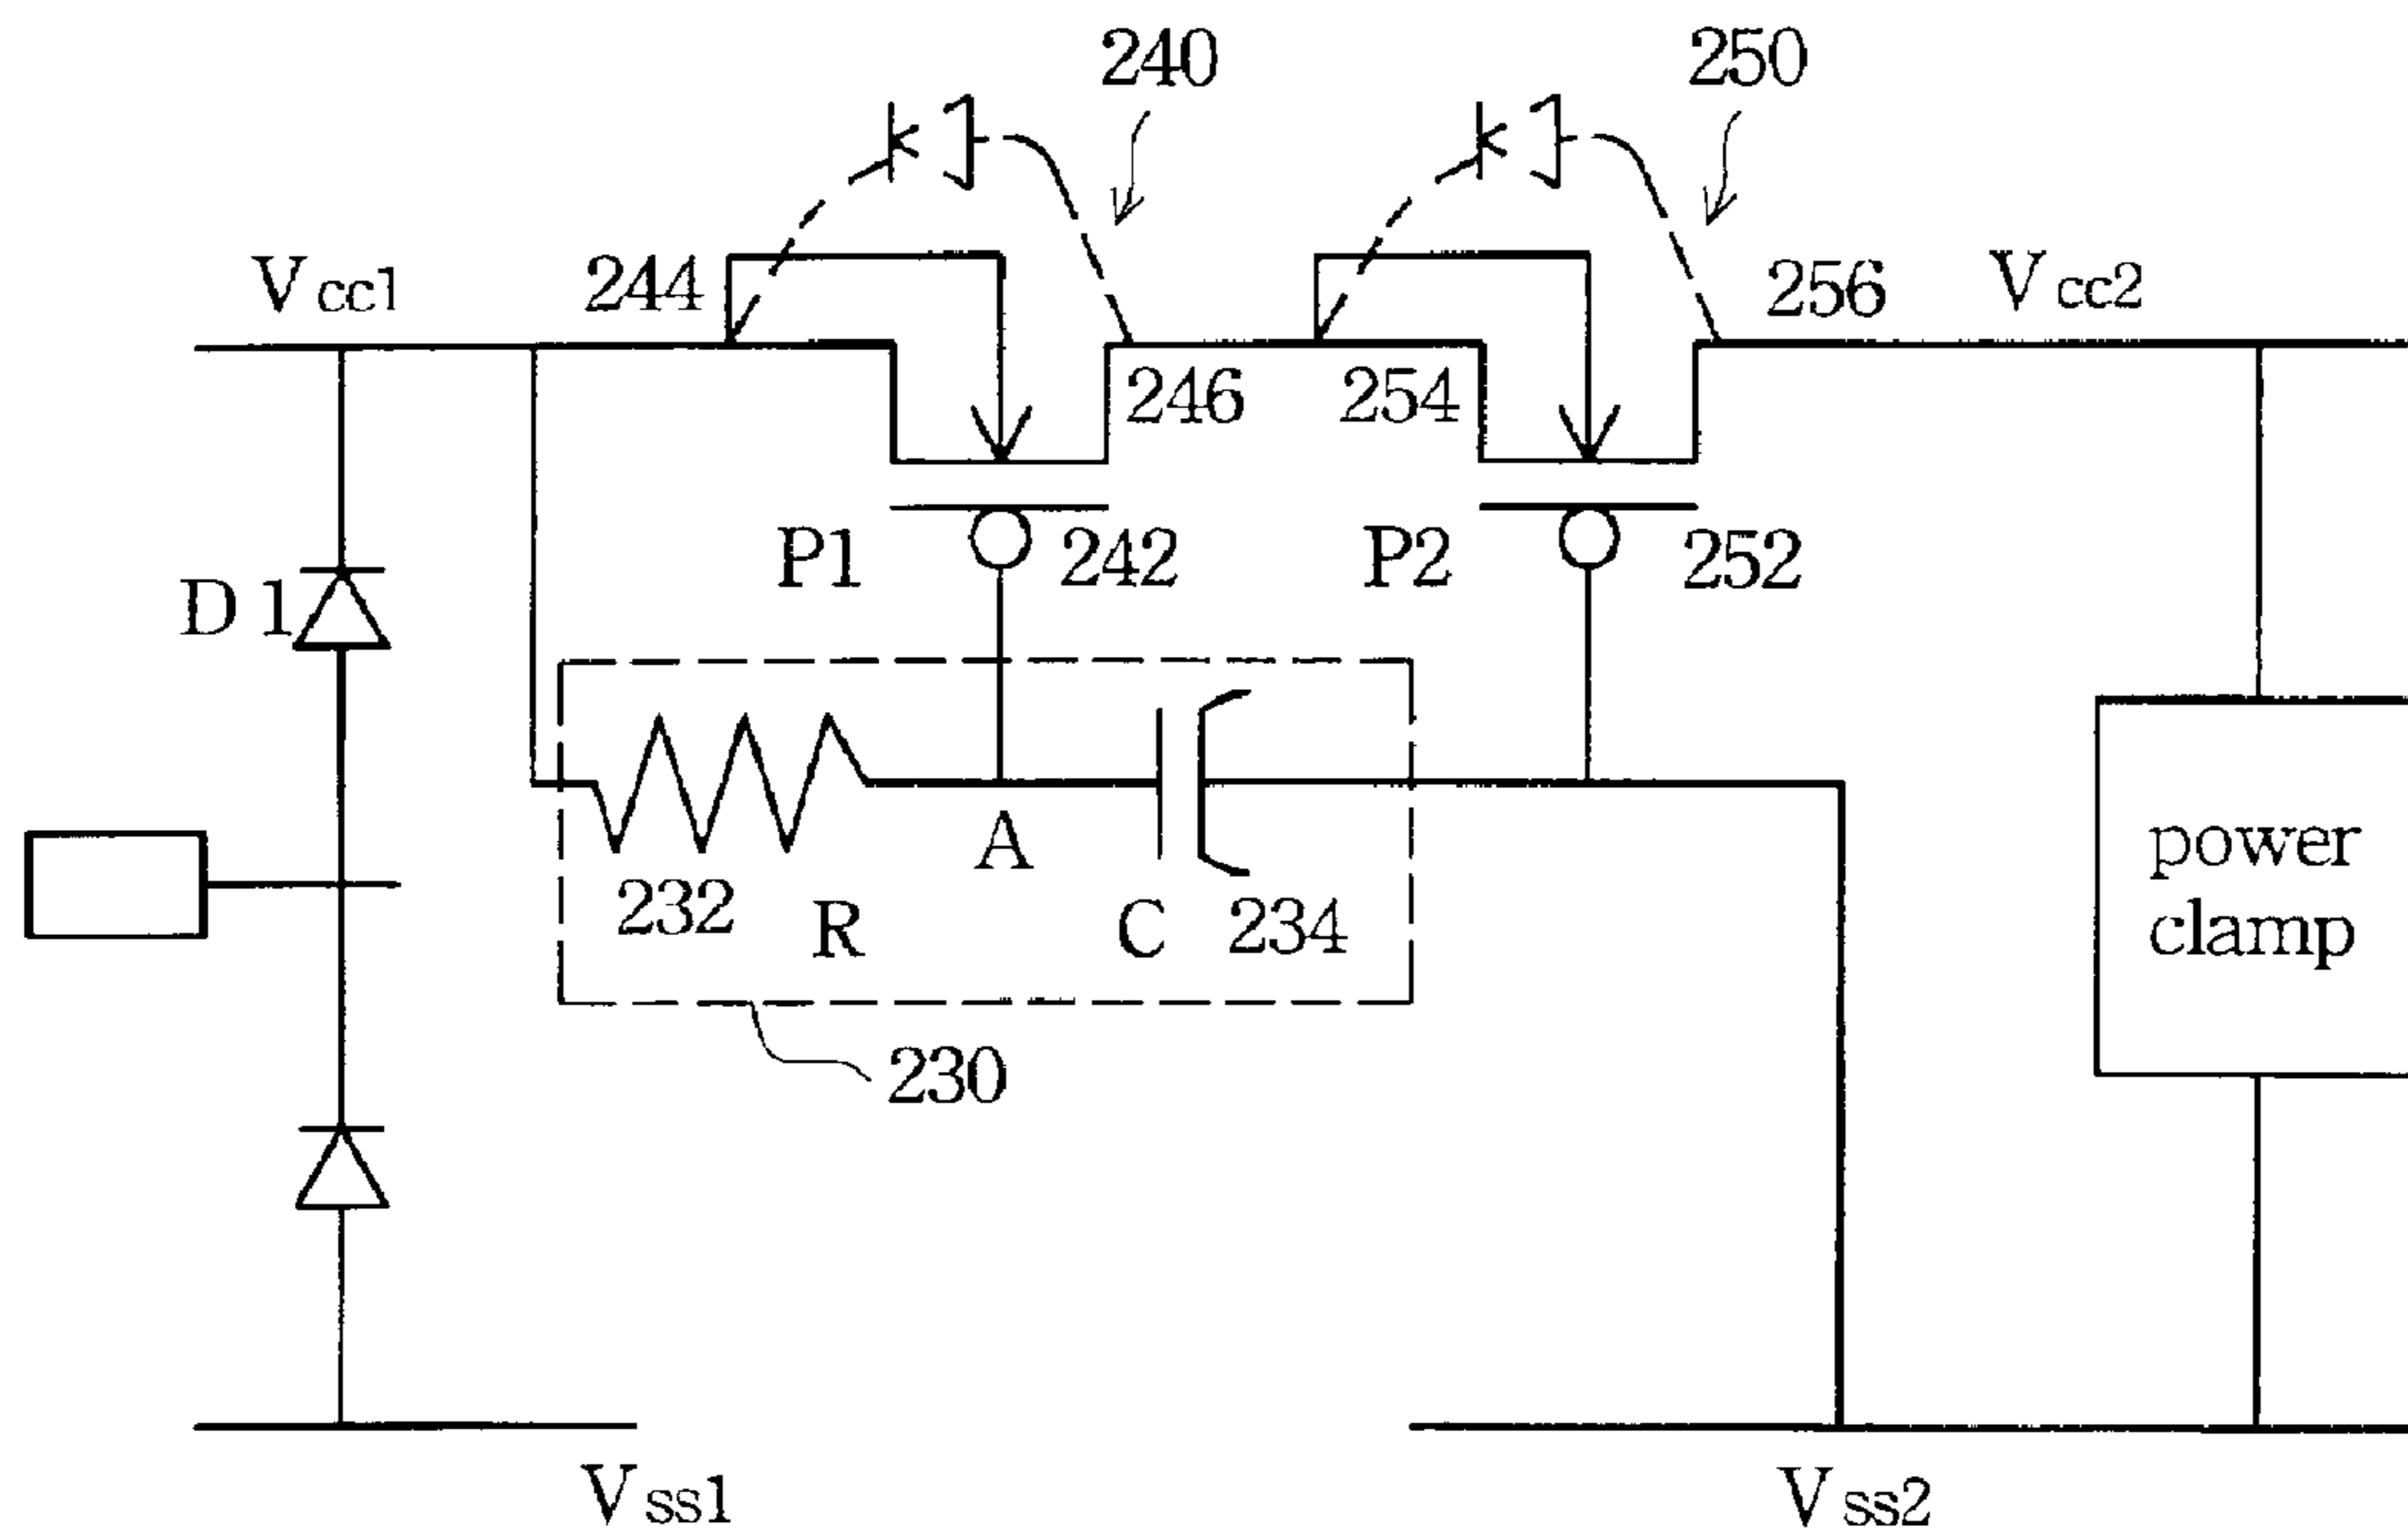 240
250
Vcc1
244
256
Vcc2
246
254
P1
242
P2
252
D1
A
232
R
C
234
power
clamp
230
Vss1
Vss2